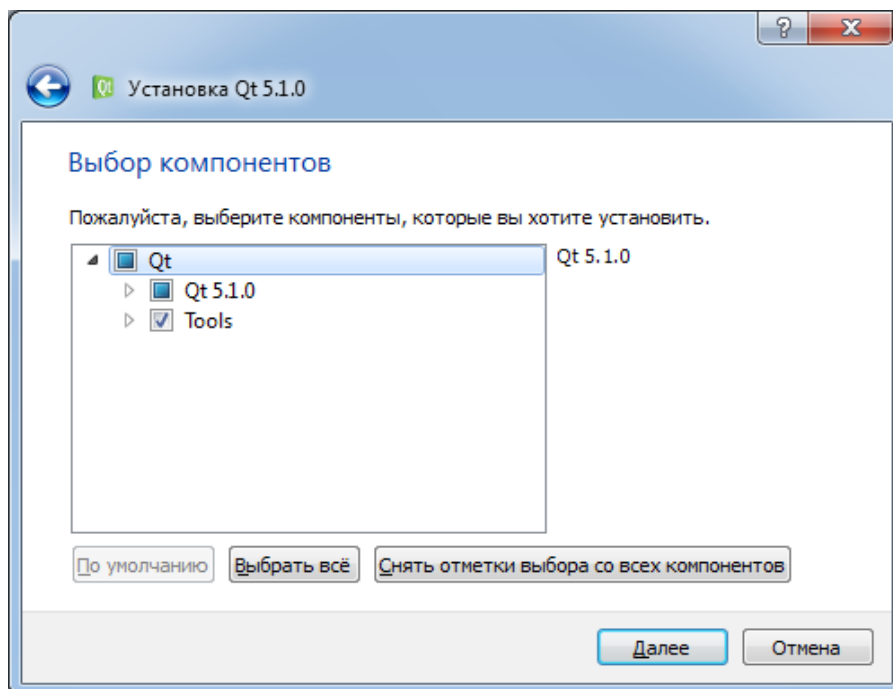 Установка Qt 5.1.0
Выбор компонентов
Пожалуйста, выберите компоненты, которые вы хотите установить.
Qt
Qt 5.1.0
Qt 5.1.0
Tools
По умолчанию
Выбрать всё
Снять отметки выбора со всех компонентов
Далее
Отмена